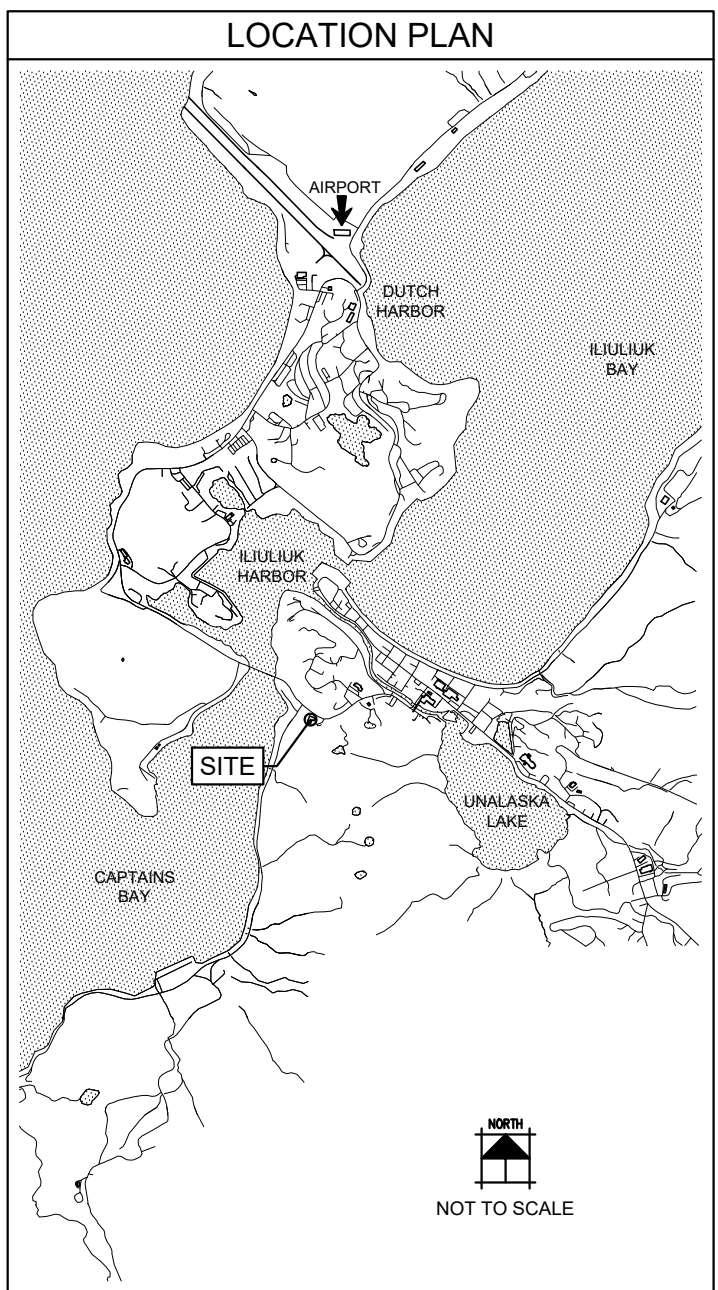 LOCATION PLAN
AIRPORT
DUTCH
HARBOR
ILIULIUK
BAY
ILIULIUK
HARBOR
SITE
UNALASKA
LAKE
CAPTAINS
BAY
NORTH
NOT TO SCALE